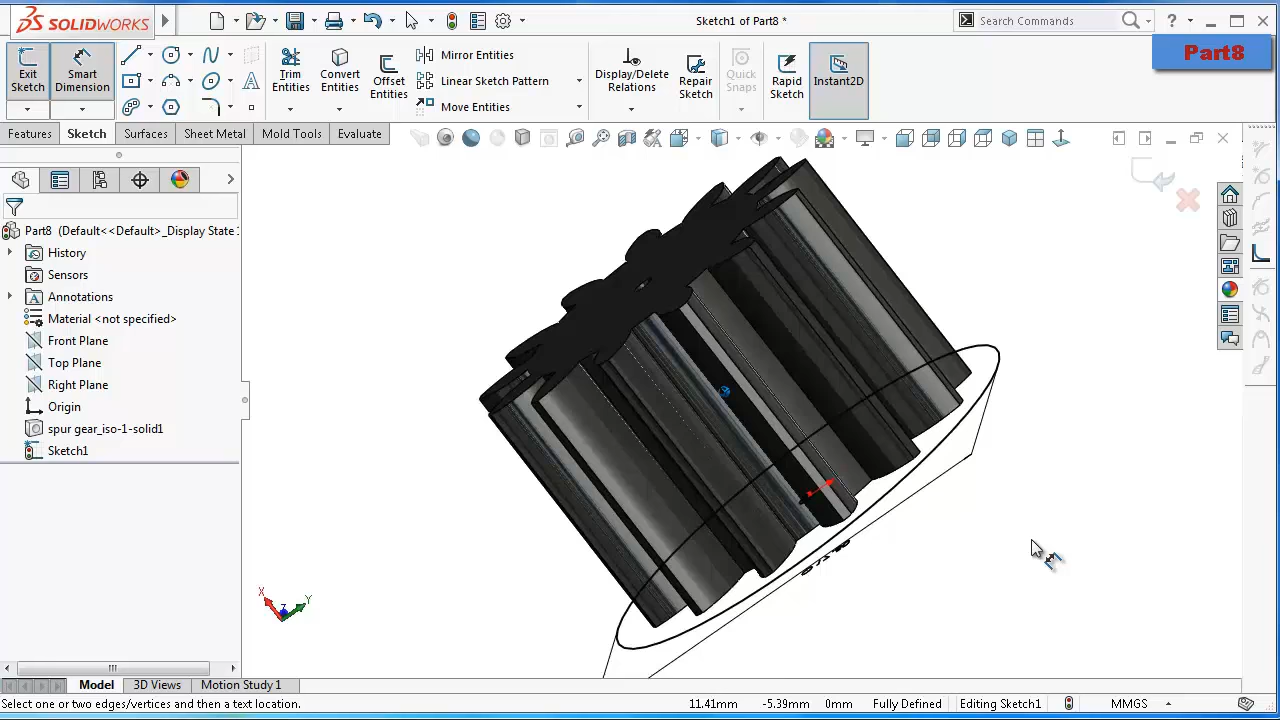 SOLIDWORKS
Sketch1 of Part8 *
Search Commands
Part8
Exit Sketch
Smart Dimension
Trim Entities
Convert Entities
Offset Entities
Mirror Entities
Linear Sketch Pattern
Move Entities
Display/Delete Relations
Repair Sketch
Quick Snaps
Rapid Sketch
Instant2D
Features
Sketch
Surfaces
Sheet Metal
Mold Tools
Evaluate
Part8 (Default<<Default>_Display State
History
Sensors
Annotations
Material <not specified>
Front Plane
Top Plane
Right Plane
Origin
spur gear_iso-1-solid1
Sketch1
X
Y
Z
Model
3D Views
Motion Study 1
Select one or two edges/vertices and then a text location.
11.41mm
-5.39mm
0mm
Fully Defined
Editing Sketch1
MMGS